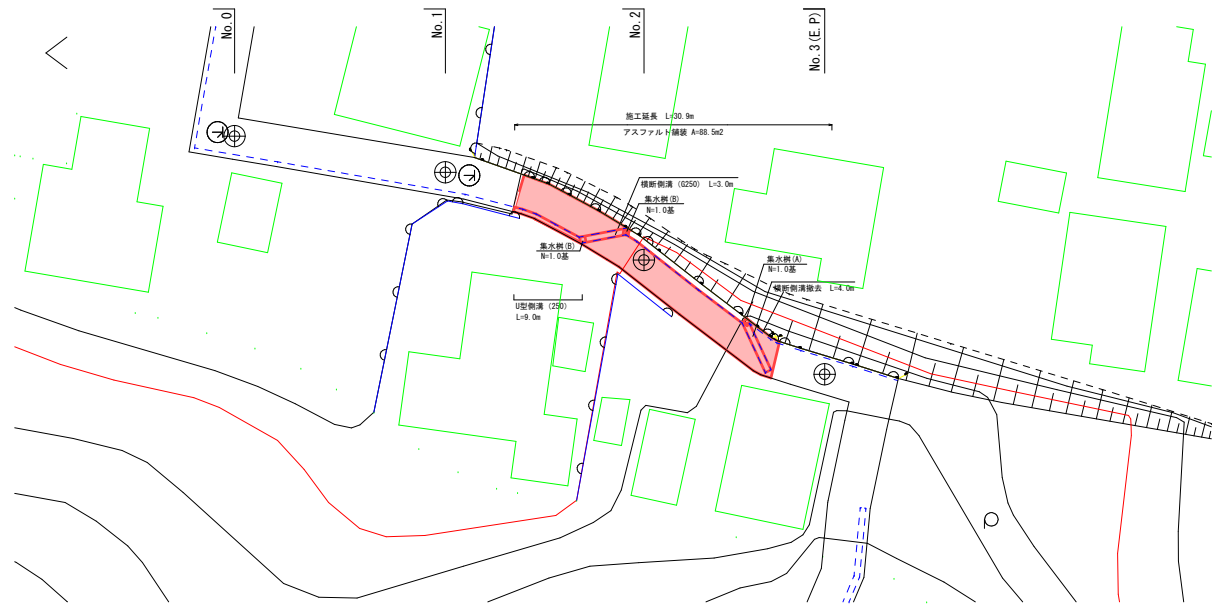 No. 0
No. 1
No. 2
No. 3 (E. P)
施工延長 L=30.9m
アスファルト舗装 A=88.5m2
横断側溝 (G250) L=3.0m
集水桝(B)
N=1.0基
集水桝(B)
N=1.0基
集水桝(A)
N=1.0基
横断側溝撤去 L=4.0m
U型側溝 (250)
L=9.0m